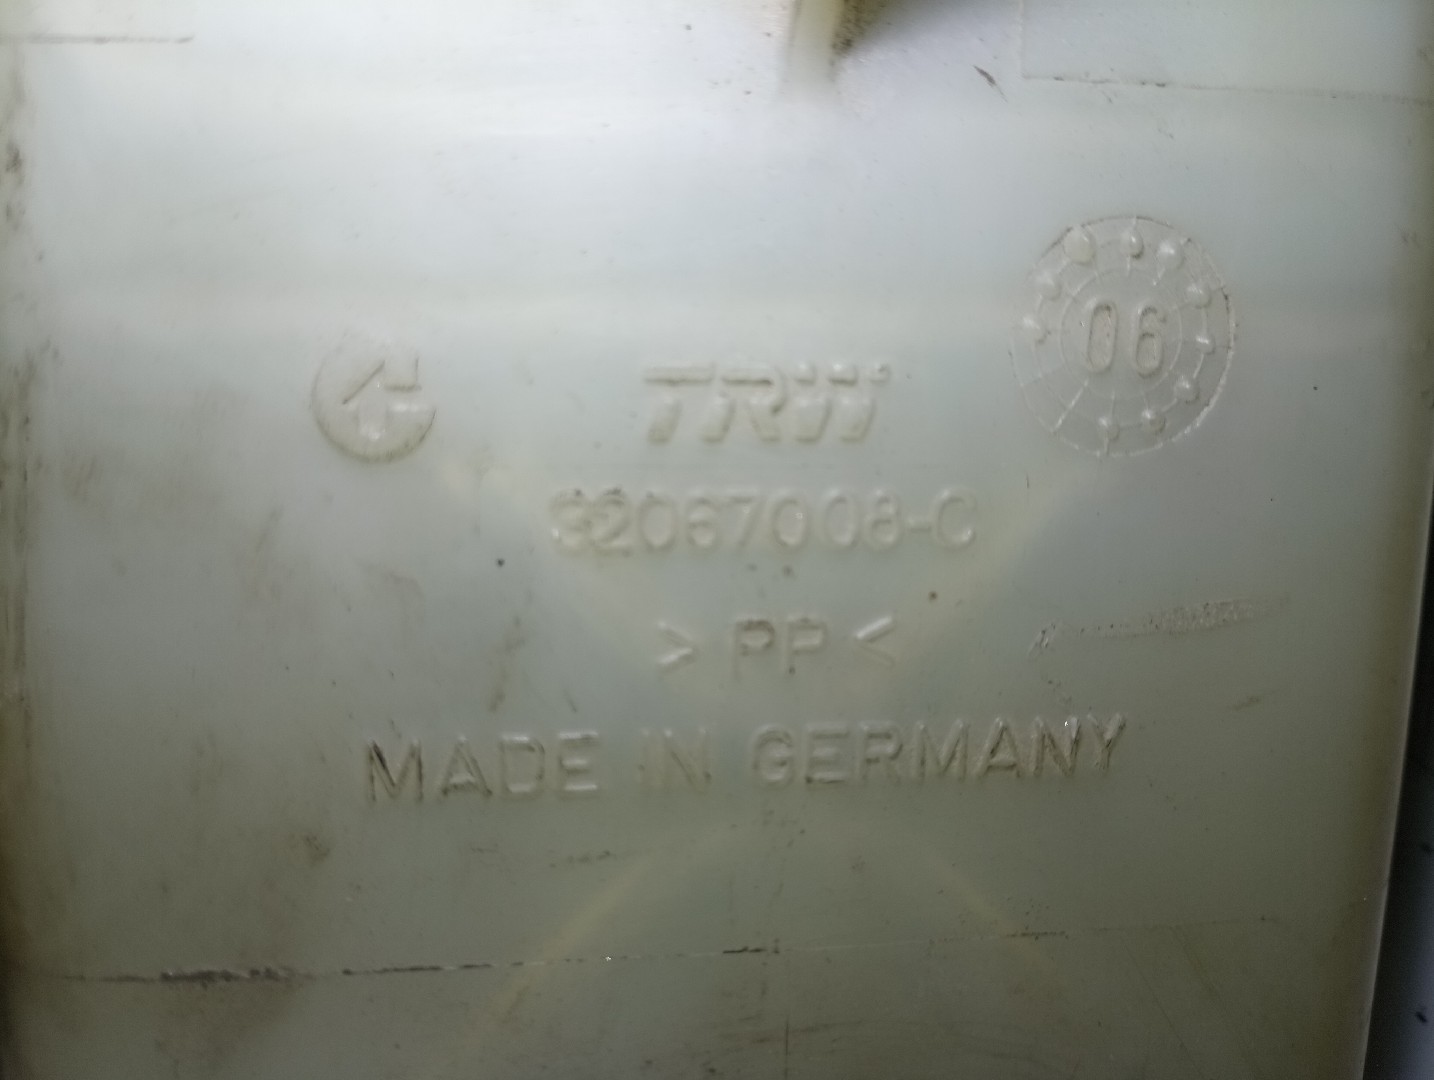 06
TRW
32067008-C
> PP <
MADE IN GERMANY